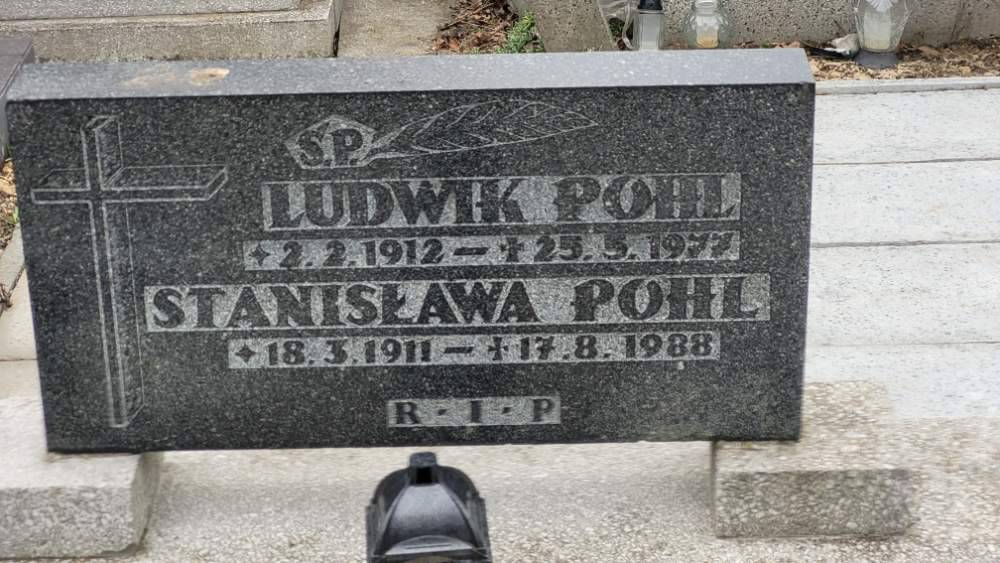 S.P.
LUDWIK POHL
✦ 2. 2. 1912 — ✝ 25. 5. 1977
STANISŁAWA POHL
✦ 18. 3. 1911 — ✝ 17. 8. 1988
R · I · P